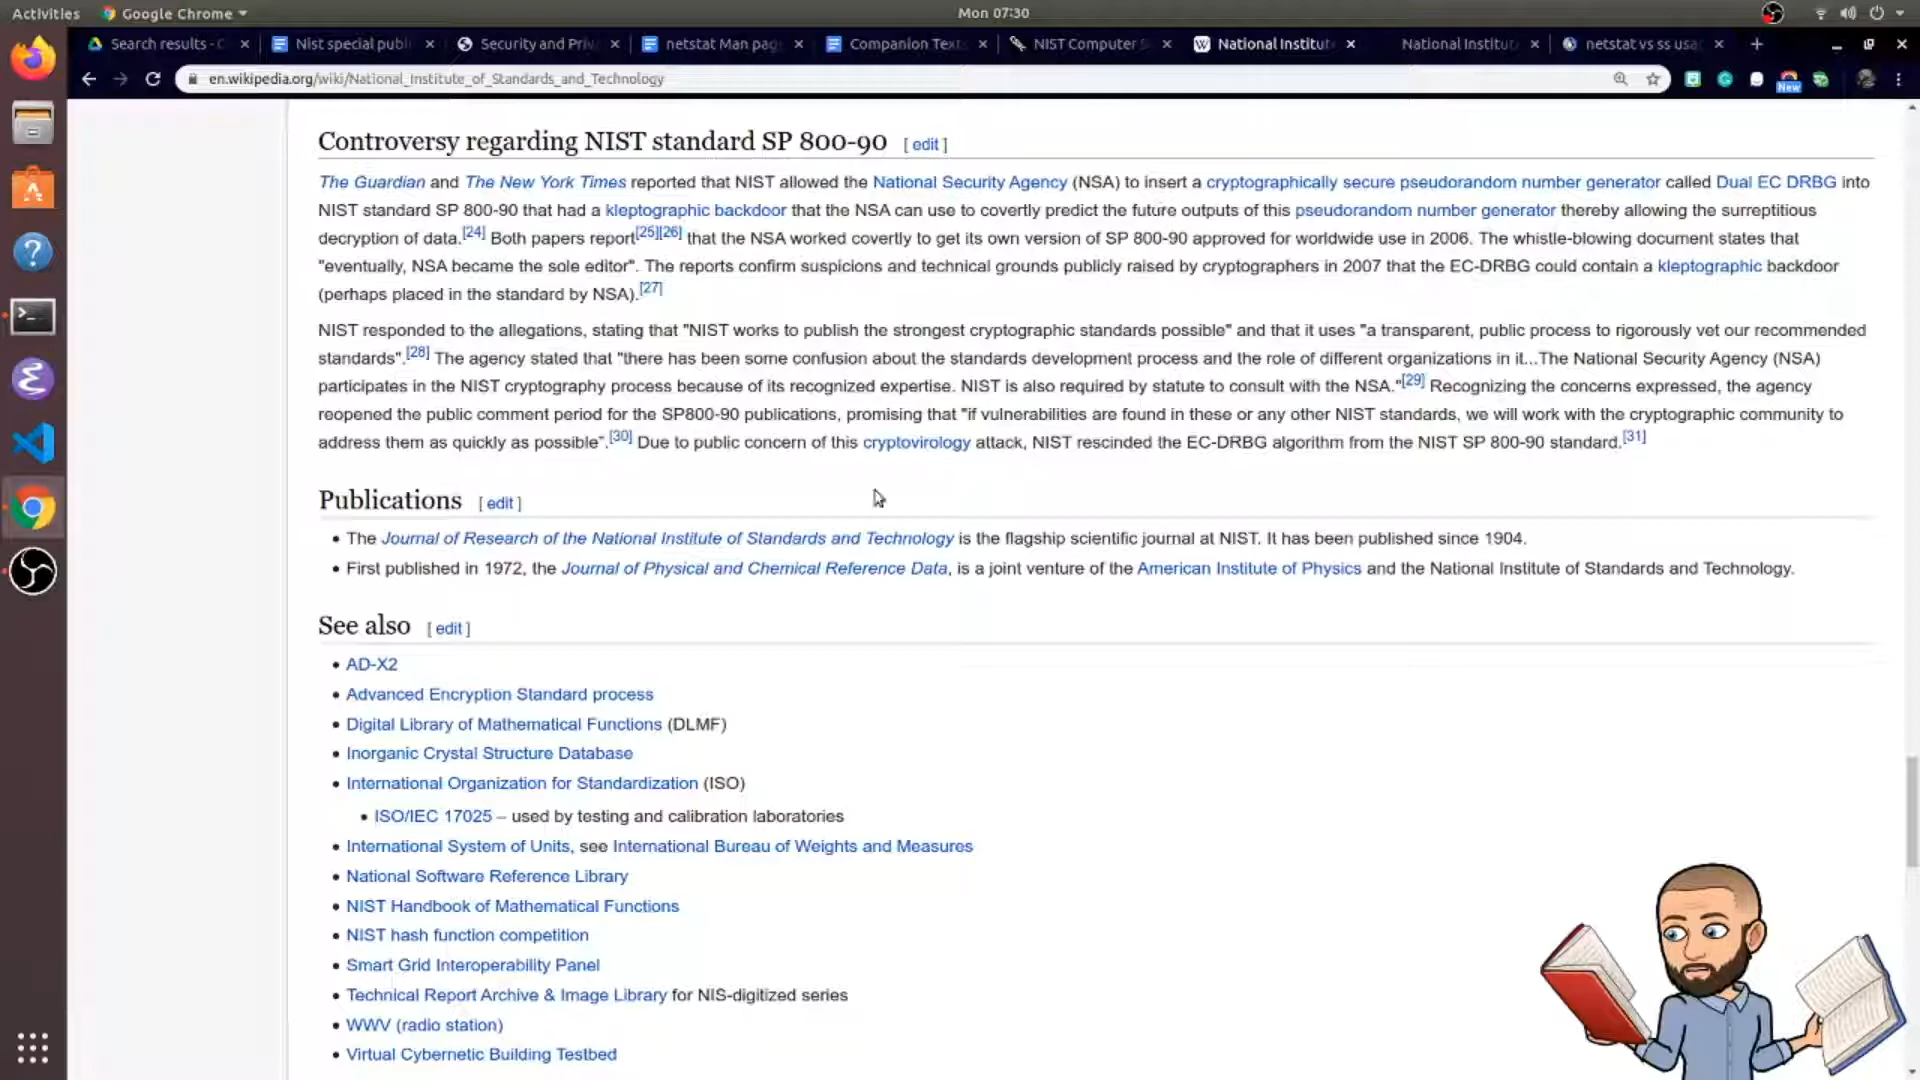 Activities Google Chrome Mon 07:30
Search results - Nist special publ Security and Priv netstat Man pag Companion Text NIST Computer S National Institut National Institut netstat vs ss usa
en.wikipedia.org/wiki/National_Institute_of_Standards_and_Technology New
Controversy regarding NIST standard SP 800-90 [ edit ]
The Guardian and The New York Times reported that NIST allowed the National Security Agency (NSA) to insert a cryptographically secure pseudorandom number generator called Dual EC DRBG into
NIST standard SP 800-90 that had a kleptographic backdoor that the NSA can use to covertly predict the future outputs of this pseudorandom number generator thereby allowing the surreptitious
decryption of data.[24] Both papers report[25][26] that the NSA worked covertly to get its own version of SP 800-90 approved for worldwide use in 2006. The whistle-blowing document states that
"eventually, NSA became the sole editor". The reports confirm suspicions and technical grounds publicly raised by cryptographers in 2007 that the EC-DRBG could contain a kleptographic backdoor
(perhaps placed in the standard by NSA).[27]
NIST responded to the allegations, stating that "NIST works to publish the strongest cryptographic standards possible" and that it uses "a transparent, public process to rigorously vet our recommended
standards".[28] The agency stated that "there has been some confusion about the standards development process and the role of different organizations in it...The National Security Agency (NSA)
participates in the NIST cryptography process because of its recognized expertise. NIST is also required by statute to consult with the NSA."[29] Recognizing the concerns expressed, the agency
reopened the public comment period for the SP800-90 publications, promising that "if vulnerabilities are found in these or any other NIST standards, we will work with the cryptographic community to
address them as quickly as possible".[30] Due to public concern of this cryptovirology attack, NIST rescinded the EC-DRBG algorithm from the NIST SP 800-90 standard.[31]
Publications [ edit ]
• The Journal of Research of the National Institute of Standards and Technology is the flagship scientific journal at NIST. It has been published since 1904.
• First published in 1972, the Journal of Physical and Chemical Reference Data, is a joint venture of the American Institute of Physics and the National Institute of Standards and Technology.
See also [ edit ]
• AD-X2
• Advanced Encryption Standard process
• Digital Library of Mathematical Functions (DLMF)
• Inorganic Crystal Structure Database
• International Organization for Standardization (ISO)
• ISO/IEC 17025 – used by testing and calibration laboratories
• International System of Units, see International Bureau of Weights and Measures
• National Software Reference Library
• NIST Handbook of Mathematical Functions
• NIST hash function competition
• Smart Grid Interoperability Panel
• Technical Report Archive & Image Library for NIS-digitized series
• WWV (radio station)
• Virtual Cybernetic Building Testbed